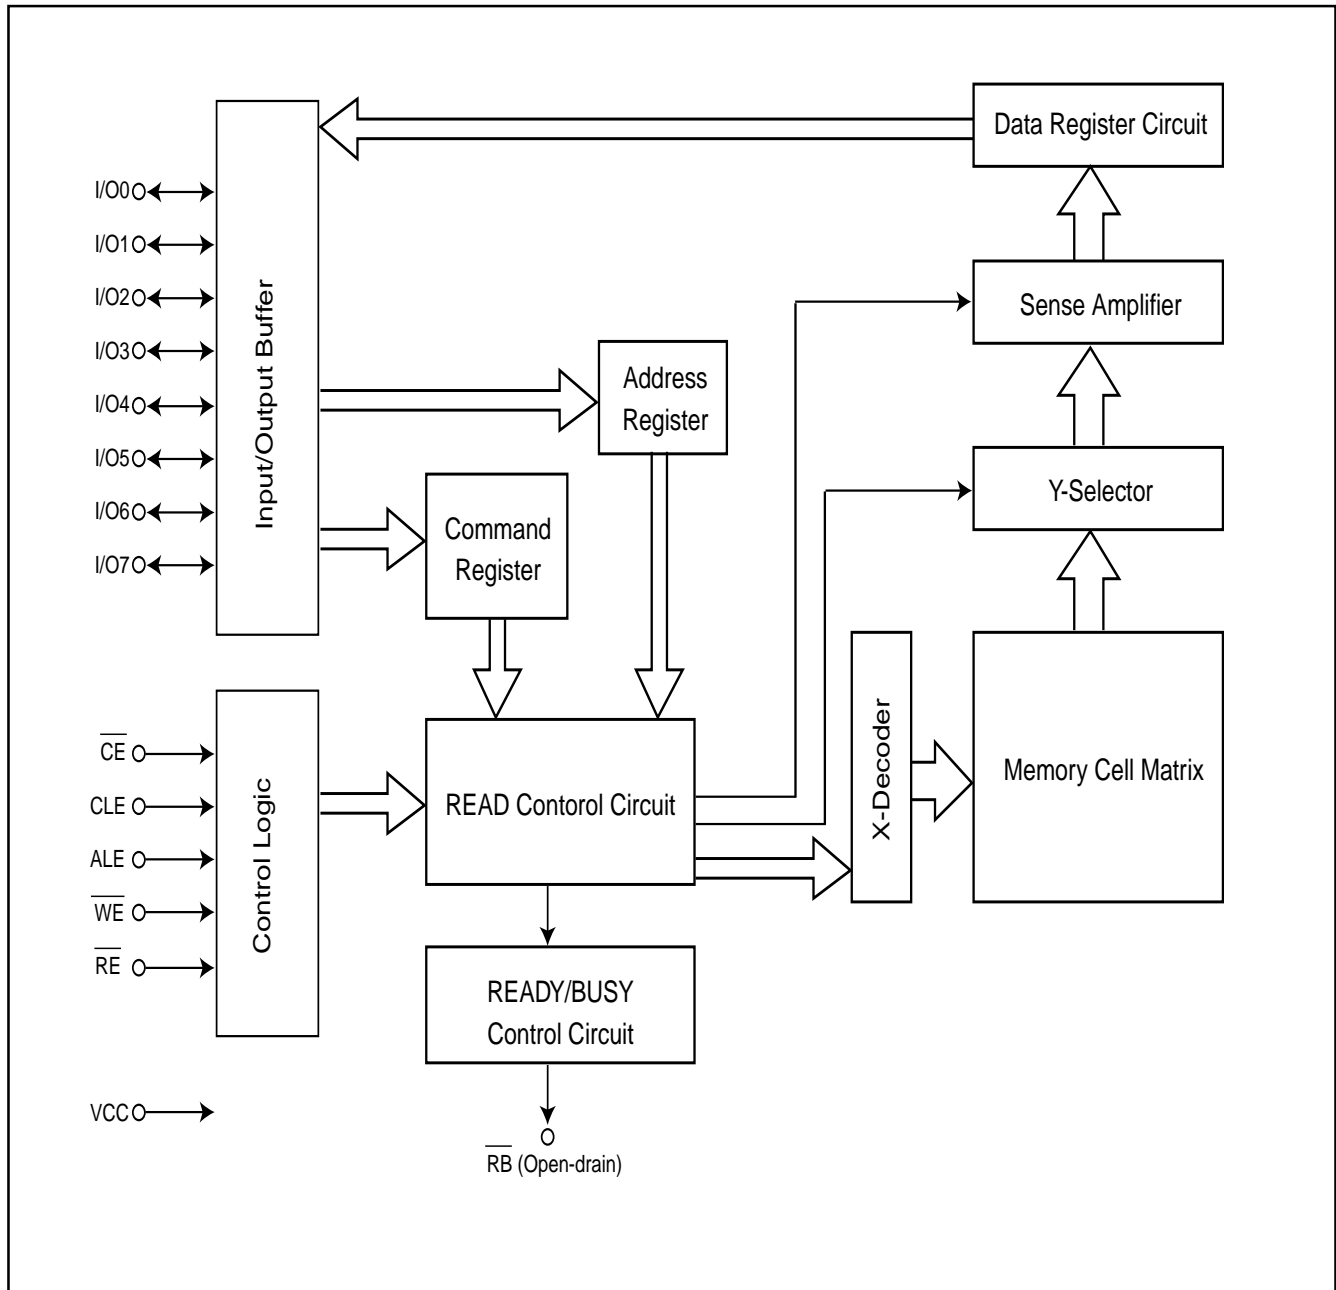 Data Register Circuit
I/O0
I/O1
I/O2
I/O3
I/O4
I/O5
I/O6
I/O7
Input/Output Buffer
Sense Amplifier
Address
Register
Command
Register
Y-Selector
CE
CLE
ALE
WE
RE
Control Logic
READ Contorol Circuit
X-Decoder
Memory Cell Matrix
READY/BUSY
Control Circuit
VCC
RB (Open-drain)